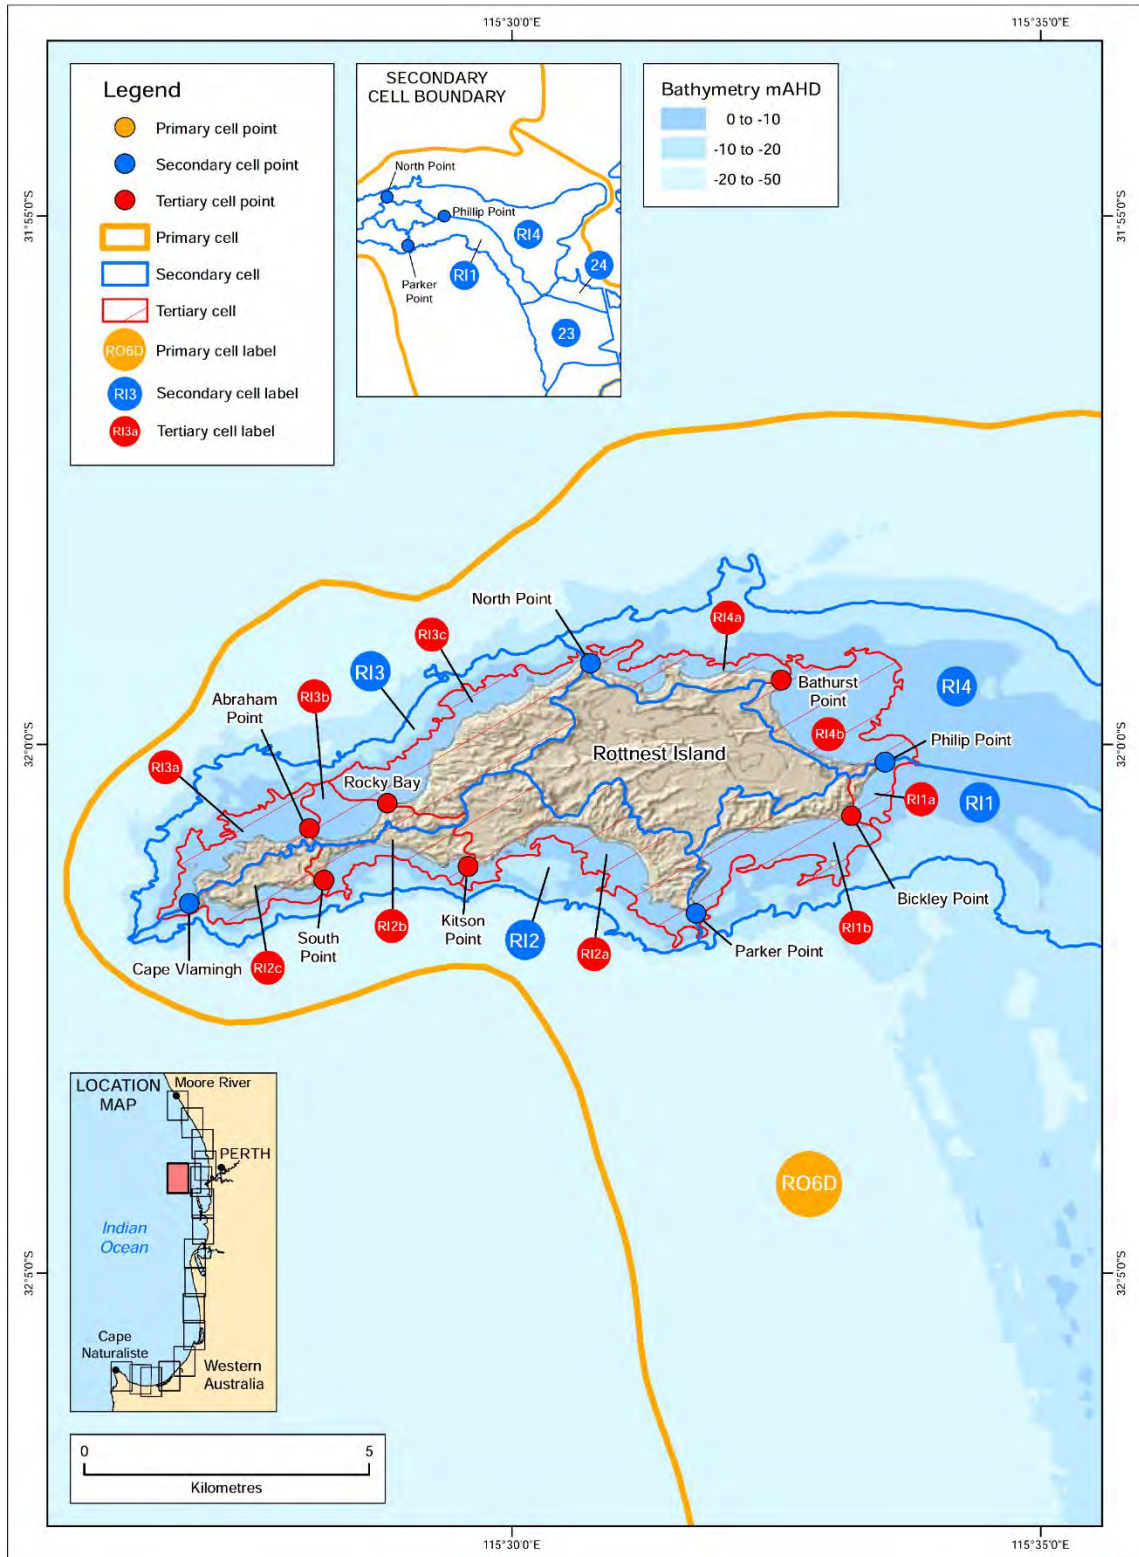 115°30'0"E
115°35'0"E
Legend
Primary cell point
Secondary cell point
Tertiary cell point
Primary cell
Secondary cell
Tertiary cell
RO6D
Primary cell label
RI3
Secondary cell label
RI3a
Tertiary cell label
SECONDARY
CELL BOUNDARY
North Point
Phillip Point
RI4
RI1
24
Parker
Point
23
Bathymetry mAHD
0 to -10
-10 to -20
-20 to -50
31°55'0"S
31°55'0"S
North Point
RI4a
RI3c
RI3
RI3b
Abraham
Point
RI4
Bathurst
Point
RI4b
Philip Point
32°0'0"S
32°0'0"S
Rottnest Island
RI3a
Rocky Bay
RI1a
RI1
Bickley Point
RI1b
Kitson
Point
RI2b
RI2
RI2a
Parker Point
South
Point
RI2c
Cape Vlamingh
LOCATION
MAP
Moore River
PERTH
Indian
Ocean
Cape
Naturaliste
Western
Australia
RO6D
32°5'0"S
32°5'0"S
0
5
Kilometres
115°30'0"E
115°35'0"E